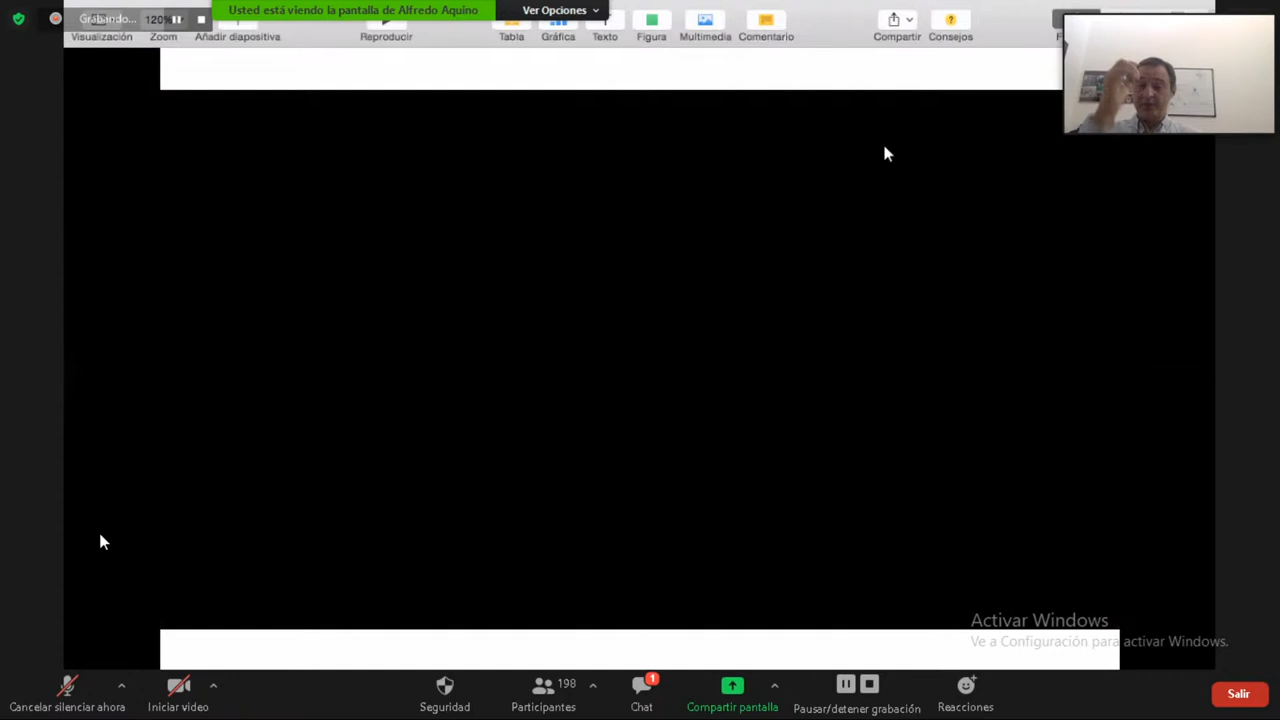 Usted está viendo la pantalla de Alfredo Aquino
Ver Opciones
Grabando...
120%
Visualización
Zoom
Añadir diapositiva
Reproducir
Tabla
Gráfica
Texto
Figura
Multimedia
Comentario
Compartir
Consejos
Activar Windows
Ve a Configuración para activar Windows.
Cancelar silenciar ahora
Iniciar video
Seguridad
198
Participantes
1
Chat
Compartir pantalla
Pausar/detener grabación
Reacciones
Salir